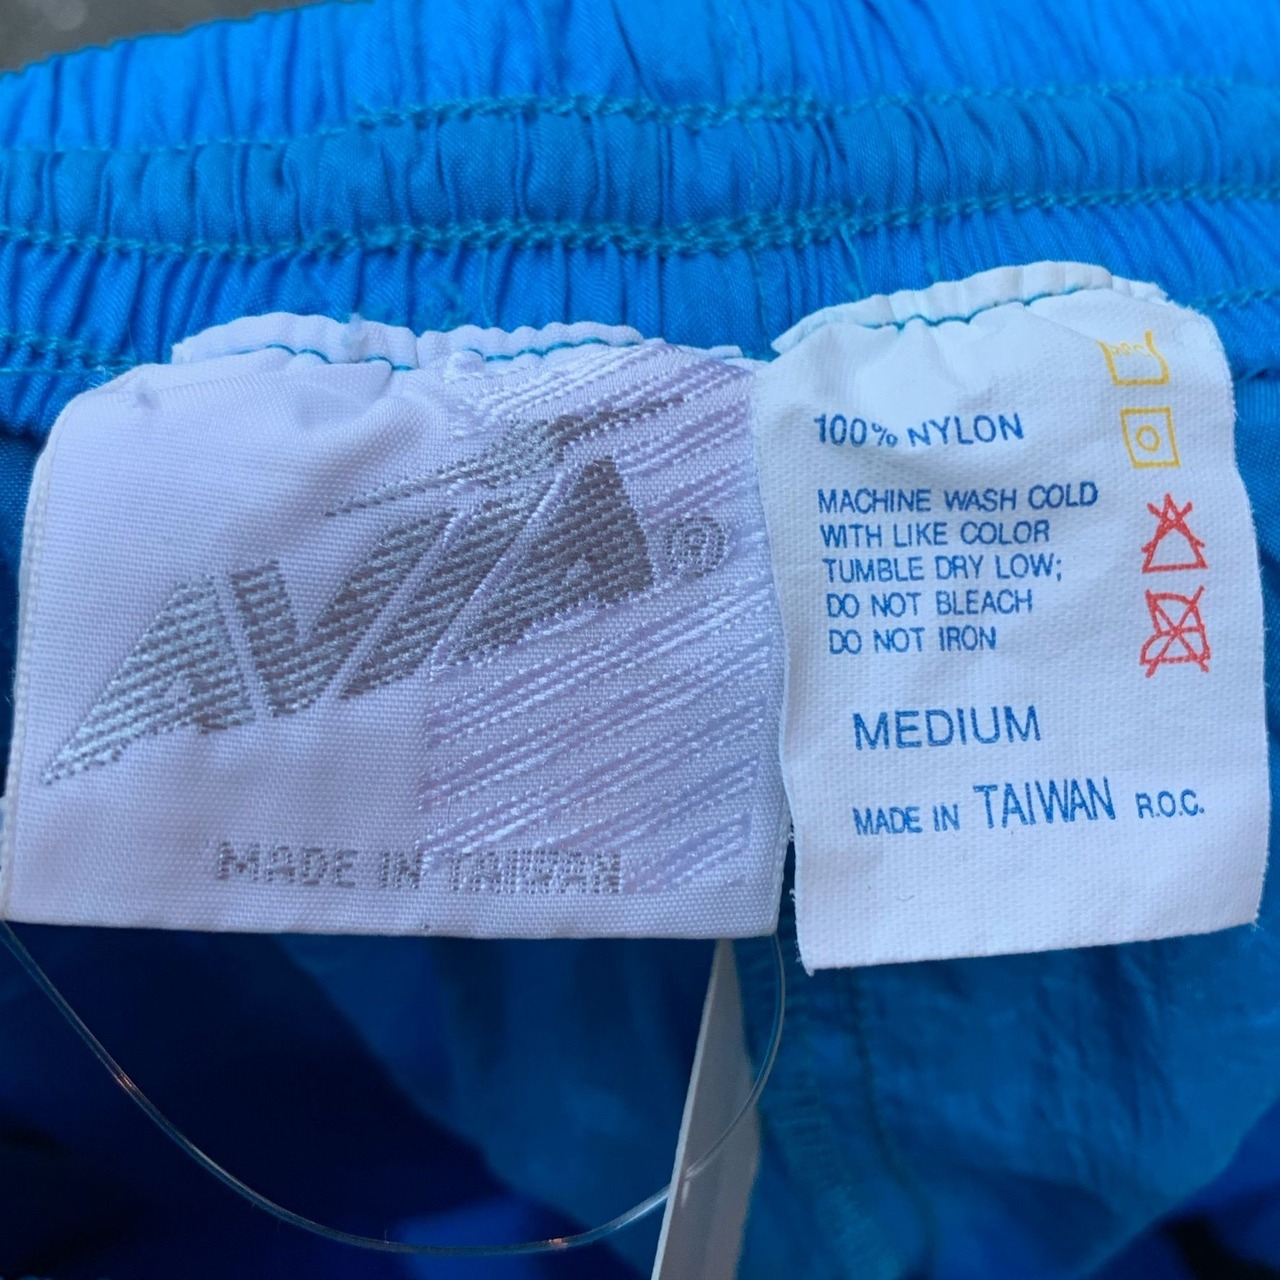 AVIA®
MADE IN TAIWAN
100% NYLON
MACHINE WASH COLD
WITH LIKE COLOR
TUMBLE DRY LOW;
DO NOT BLEACH
DO NOT IRON
MEDIUM
MADE IN TAIWAN R.O.C.